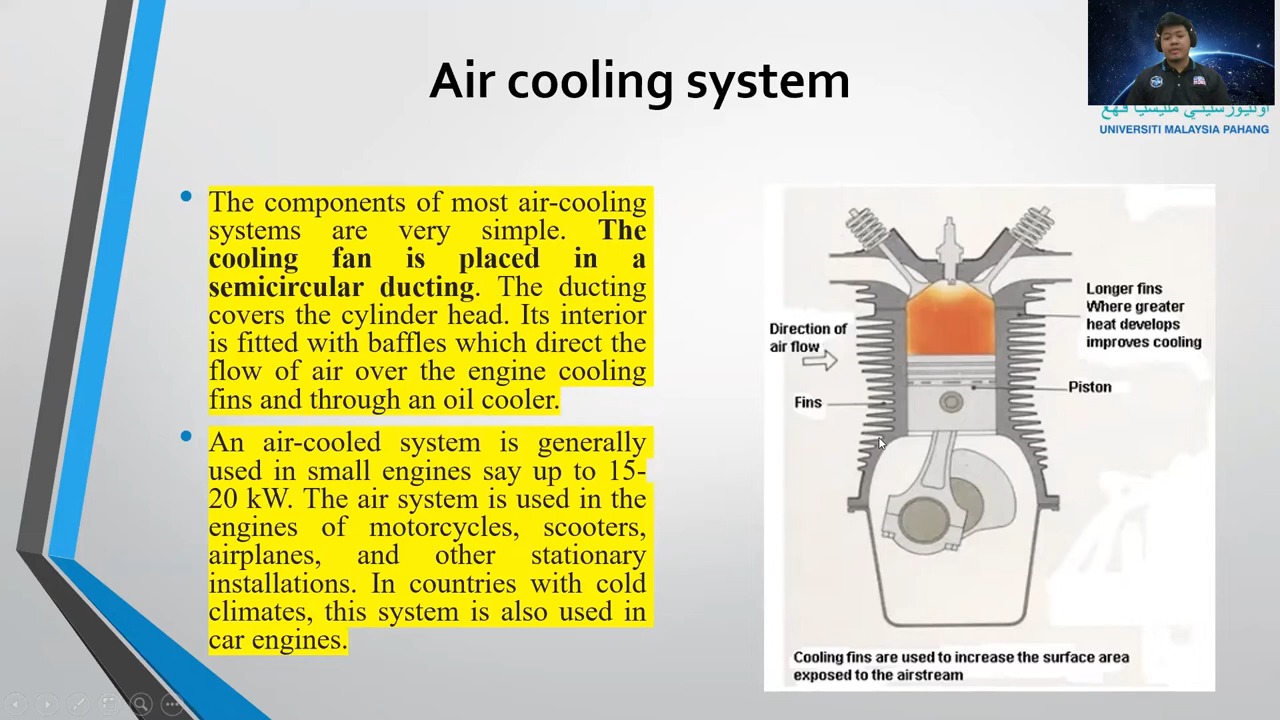 Air cooling system
اونيۏرسيتي مليسيا ڤهڠ
UNIVERSITI MALAYSIA PAHANG
The components of most air-cooling
systems are very simple. The
cooling fan is placed in a
semicircular ducting. The ducting
covers the cylinder head. Its interior
is fitted with baffles which direct the
flow of air over the engine cooling
fins and through an oil cooler.
An air-cooled system is generally
used in small engines say up to 15-
20 kW. The air system is used in the
engines of motorcycles, scooters,
airplanes, and other stationary
installations. In countries with cold
climates, this system is also used in
car engines.
Longer fins
Where greater
heat develops
improves cooling
Direction of
air flow
Piston
Fins
Cooling fins are used to increase the surface area
exposed to the airstream